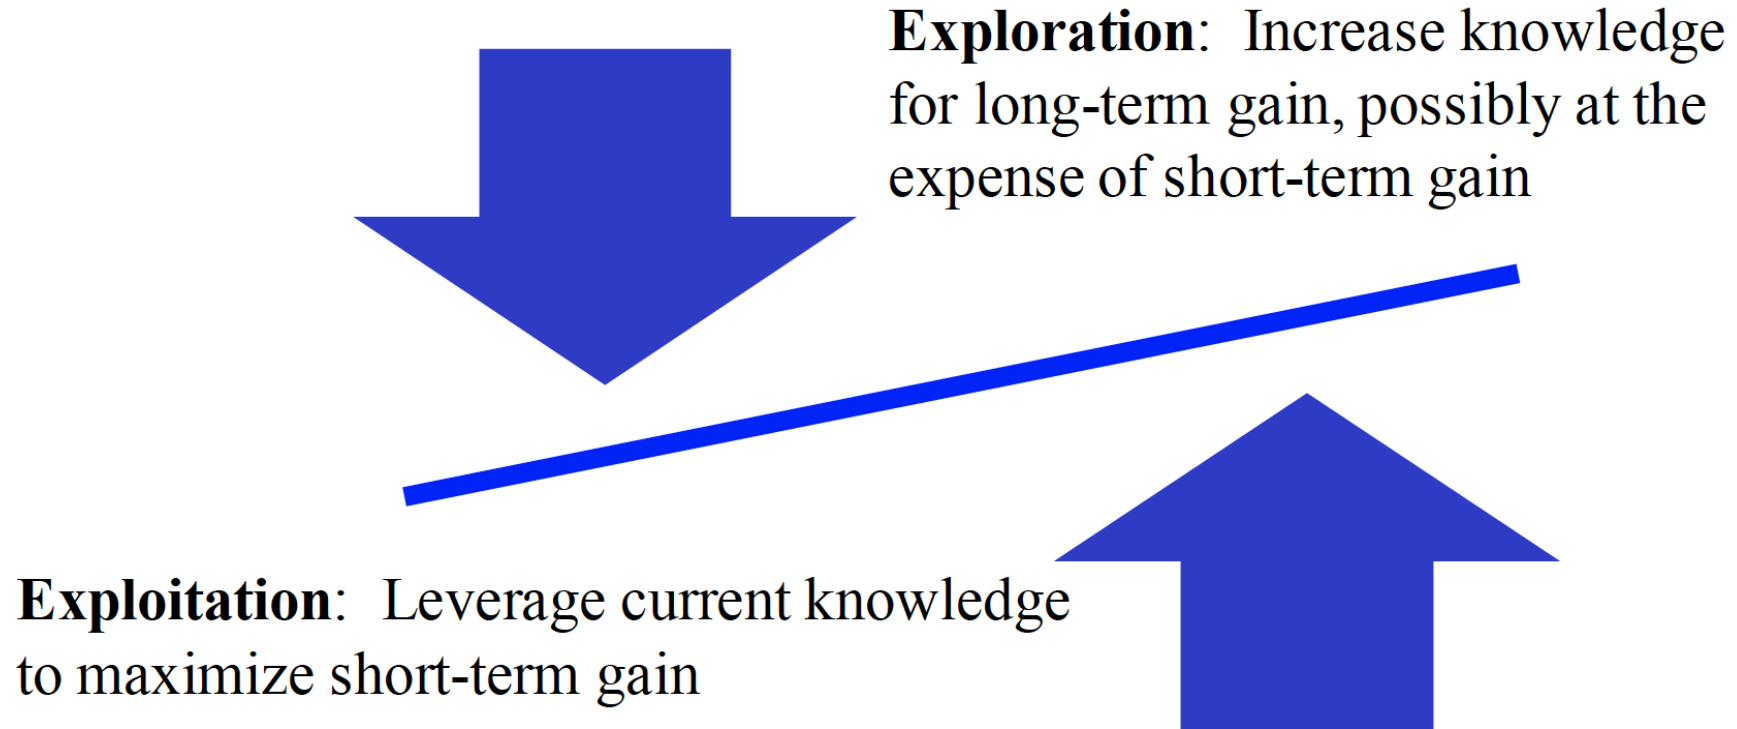 Exploration: Increase knowledge
for long-term gain, possibly at the
expense of short-term gain
Exploitation: Leverage current knowledge
to maximize short-term gain